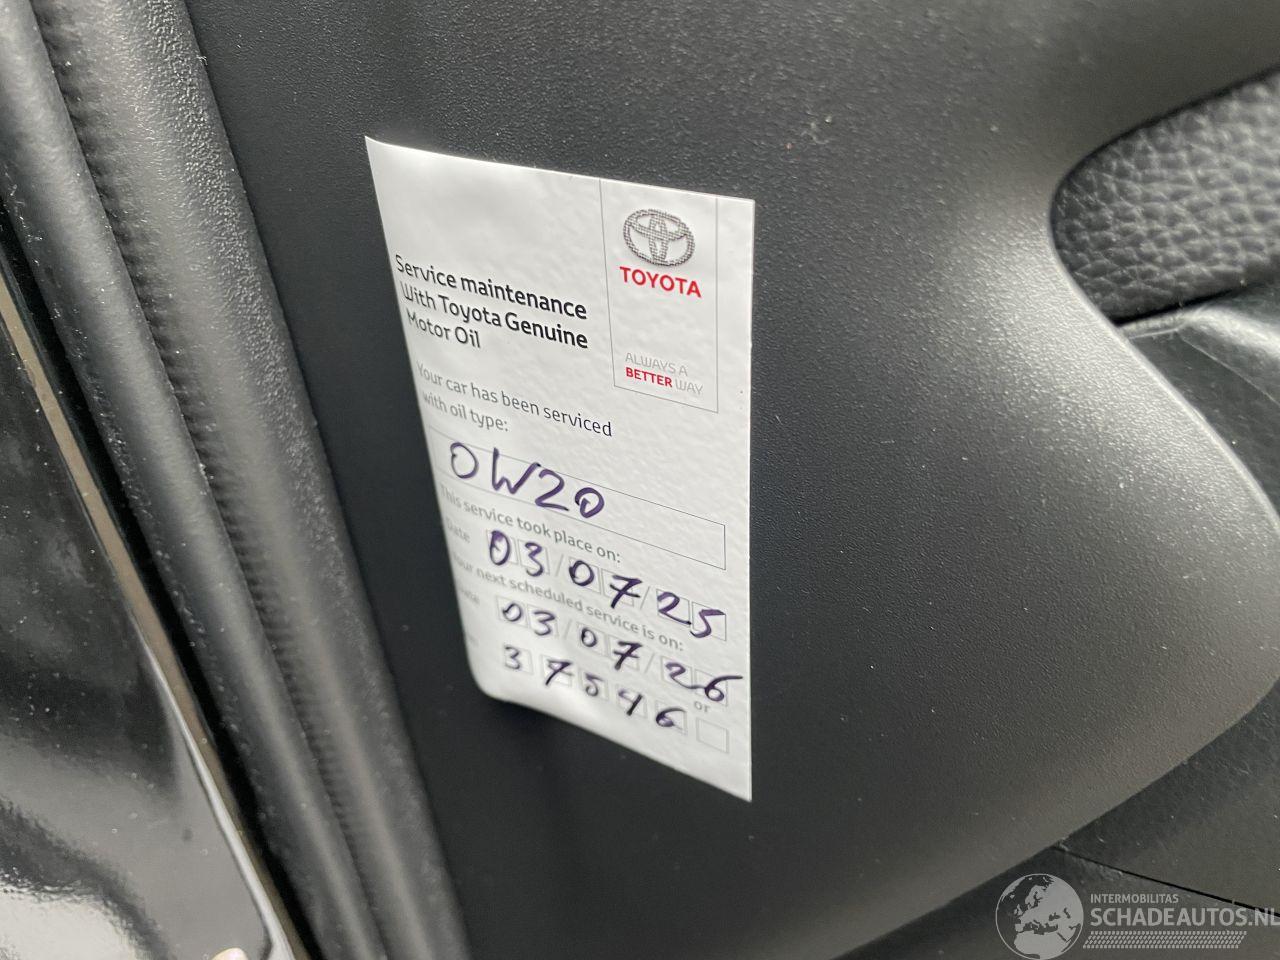 TOYOTA
ALWAYS A
BETTER WAY
Service maintenance
With Toyota Genuine
Motor Oil
Your car has been serviced
with oil type:
0W20
This service took place on:
Date 03/07/25
Your next scheduled service is on:
03/07/26
or
37546
INTERMOBILITAS
SCHADEAUTOS.NL